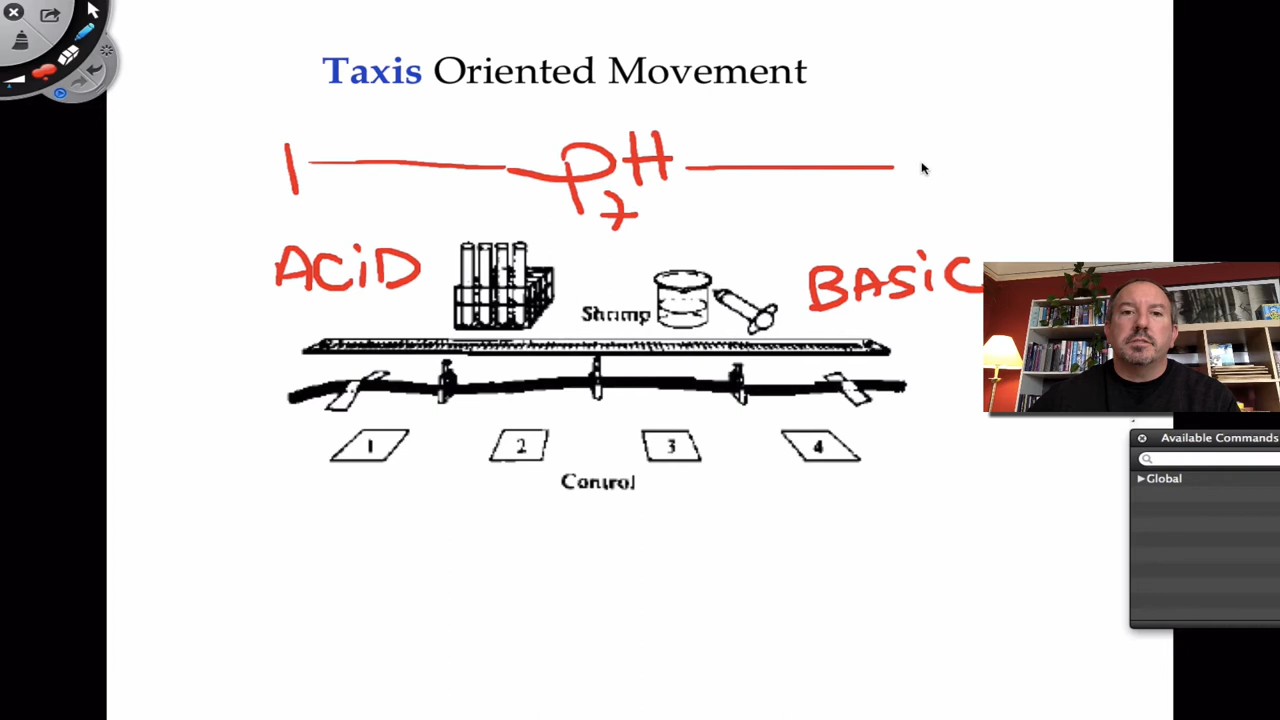 Taxis Oriented Movement
1 pH
7
ACiD
BASiC
Shrimp
1 2 3 4
Control
Available Commands
Global